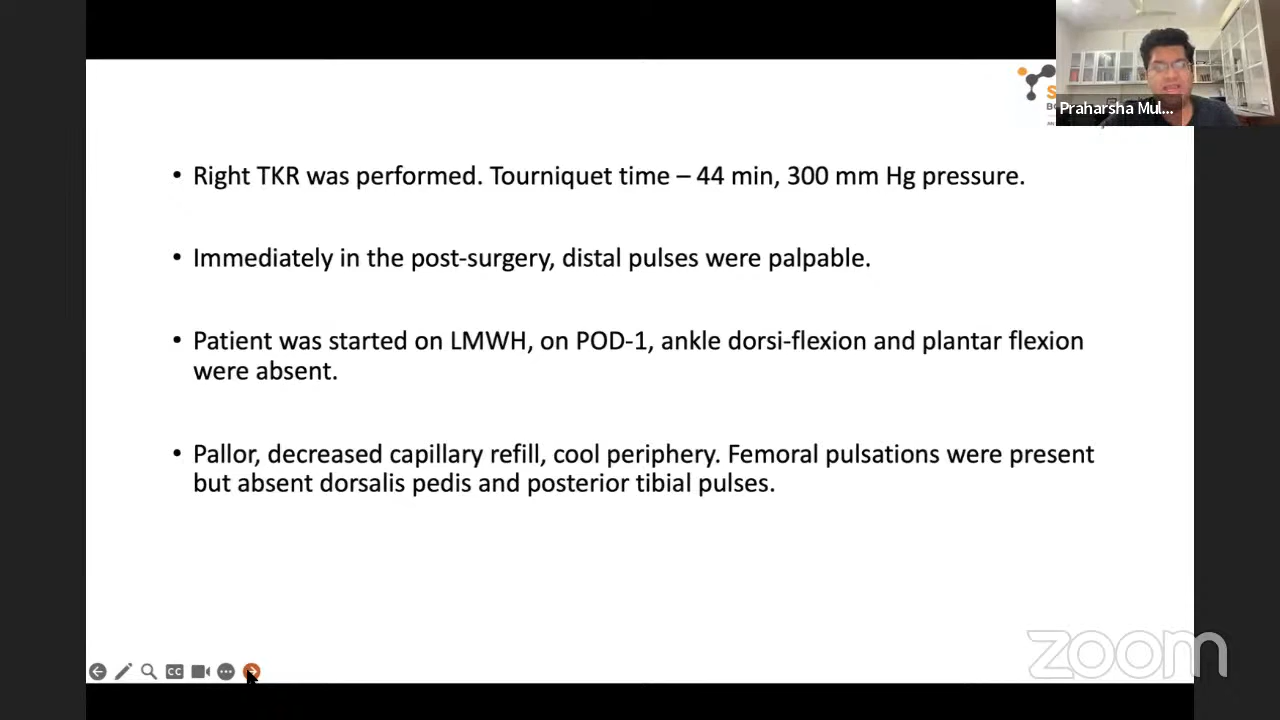 Praharsha Mul...
• Right TKR was performed. Tourniquet time – 44 min, 300 mm Hg pressure.
• Immediately in the post-surgery, distal pulses were palpable.
• Patient was started on LMWH, on POD-1, ankle dorsi-flexion and plantar flexion
were absent.
• Pallor, decreased capillary refill, cool periphery. Femoral pulsations were present
but absent dorsalis pedis and posterior tibial pulses.
CC
zoom